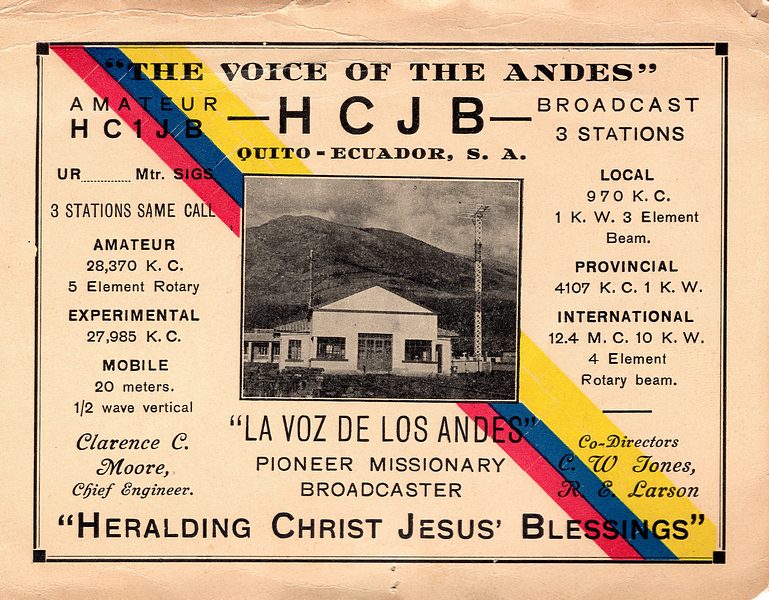 "THE VOICE OF THE ANDES"
AMATEUR
HC1JB
—HCJB—
BROADCAST
3 STATIONS
QUITO-ECUADOR, S. A.
UR............ Mtr. SIGS
3 STATIONS SAME CALL
AMATEUR
28,370 K. C.
5 Element Rotary
EXPERIMENTAL
27,985 K. C.
MOBILE
20 meters.
1/2 wave vertical
Clarence C.
Moore,
Chief Engineer.
LOCAL
970 K. C.
1 K. W. 3 Element
Beam.
PROVINCIAL
4107 K. C. 1 K. W.
INTERNATIONAL
12.4 M. C. 10 K. W.
4 Element
Rotary beam.
Co-Directors
C. W Jones,
R. E. Larson
"LA VOZ DE LOS ANDES"
PIONEER MISSIONARY
BROADCASTER
"HERALDING CHRIST JESUS' BLESSINGS"